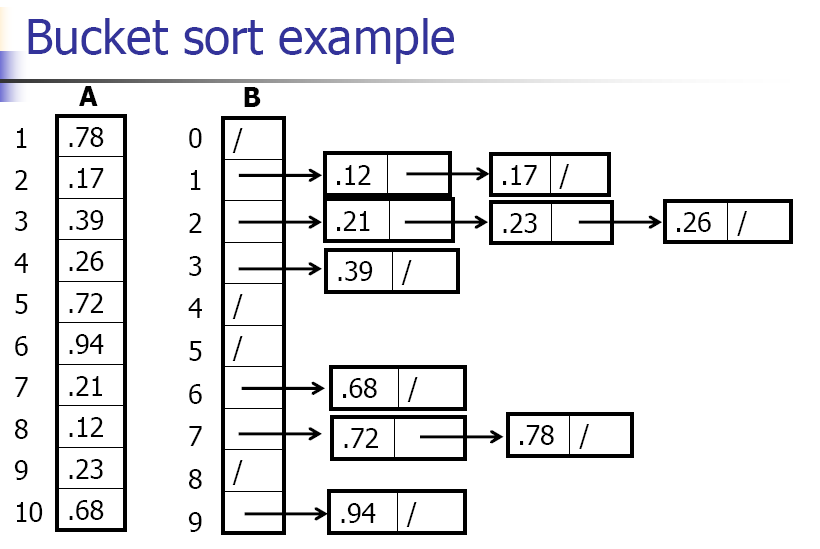 Bucket sort example
A B
1 .78 0 /
2 .17 1 .12 .17 /
3 .39 2 .21 .23 .26 /
4 .26 3 .39 /
5 .72 4 /
6 .94 5 /
7 .21 6 .68 /
8 .12 7 .72 .78 /
9 .23 8 /
10 .68 9 .94 /